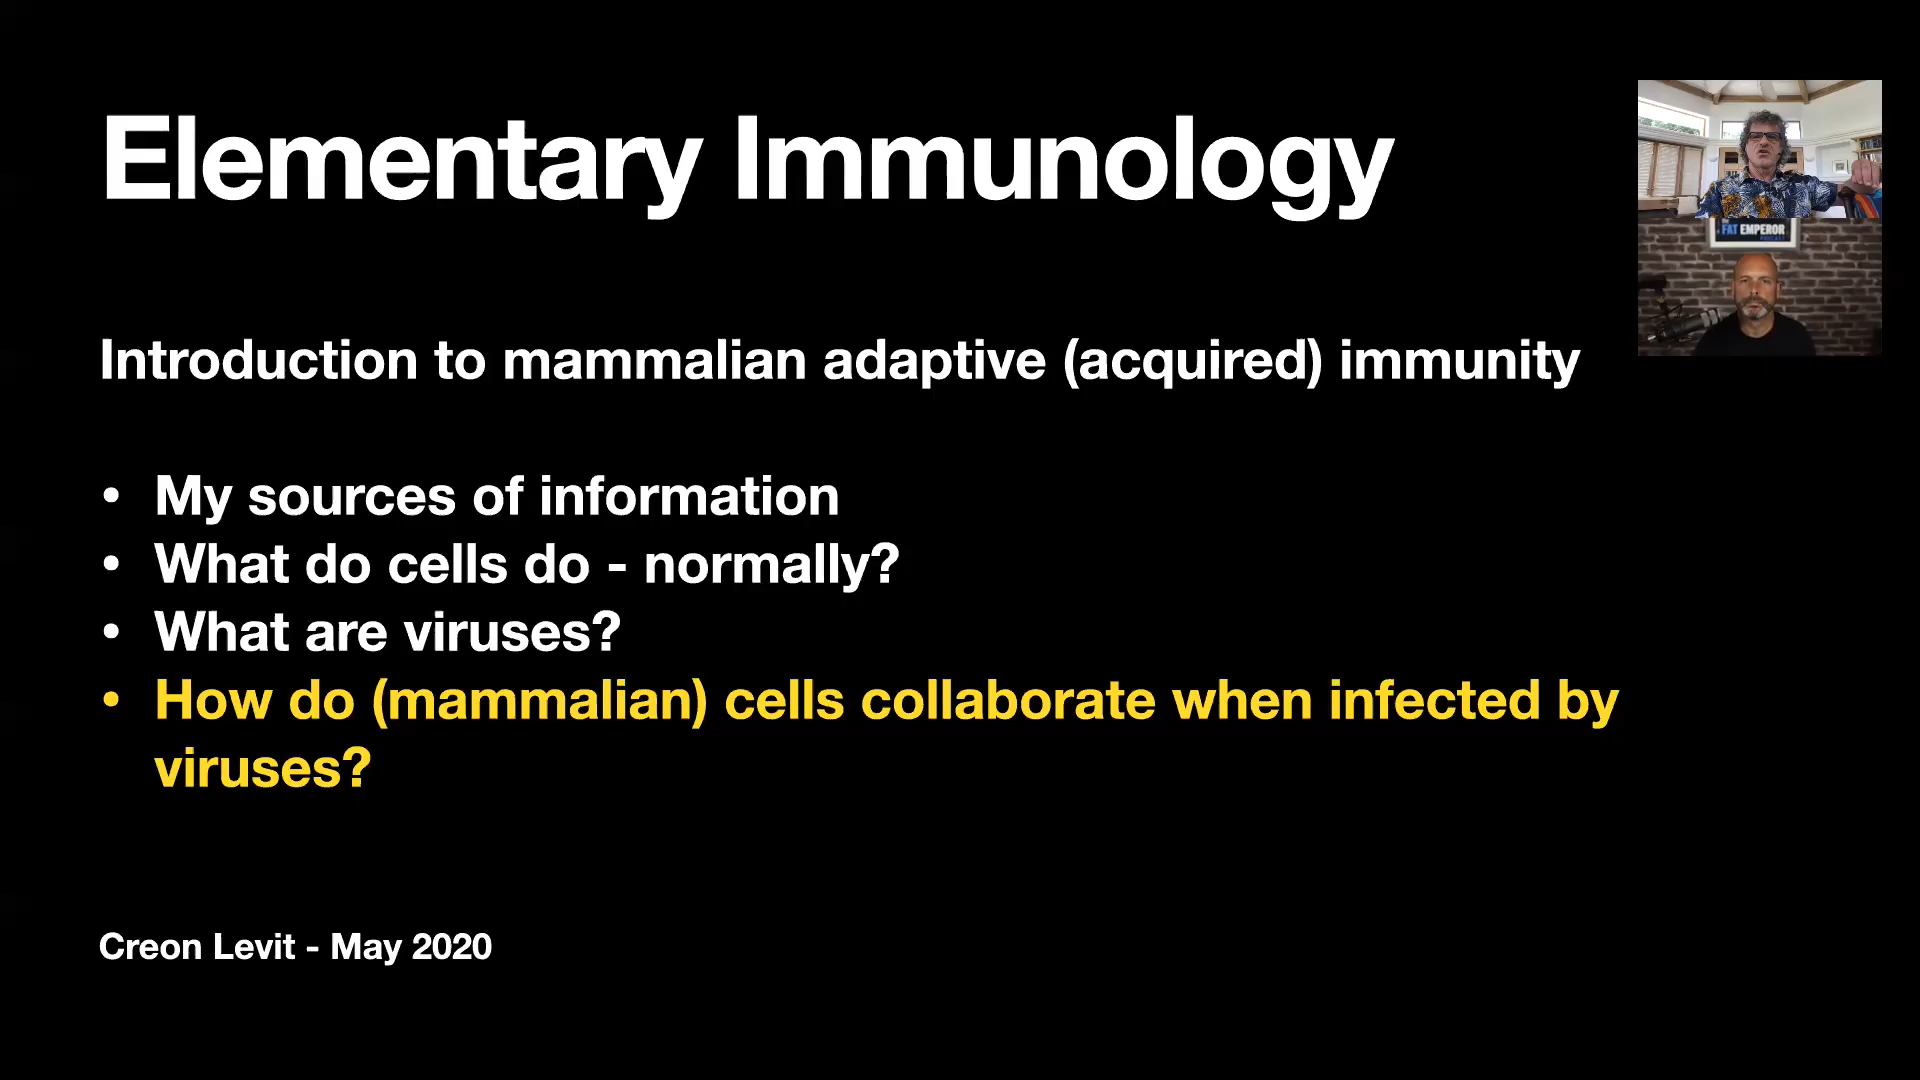 Elementary Immunology
FAT EMPEROR
PODCAST
Introduction to mammalian adaptive (acquired) immunity
• My sources of information
• What do cells do - normally?
• What are viruses?
• How do (mammalian) cells collaborate when infected by
viruses?
Creon Levit - May 2020